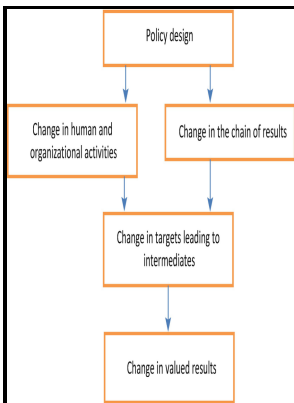 Policy design
Change in human and
organizational activities
Change in the chain of results
Change in targets leading to
intermediates
Change in valued results